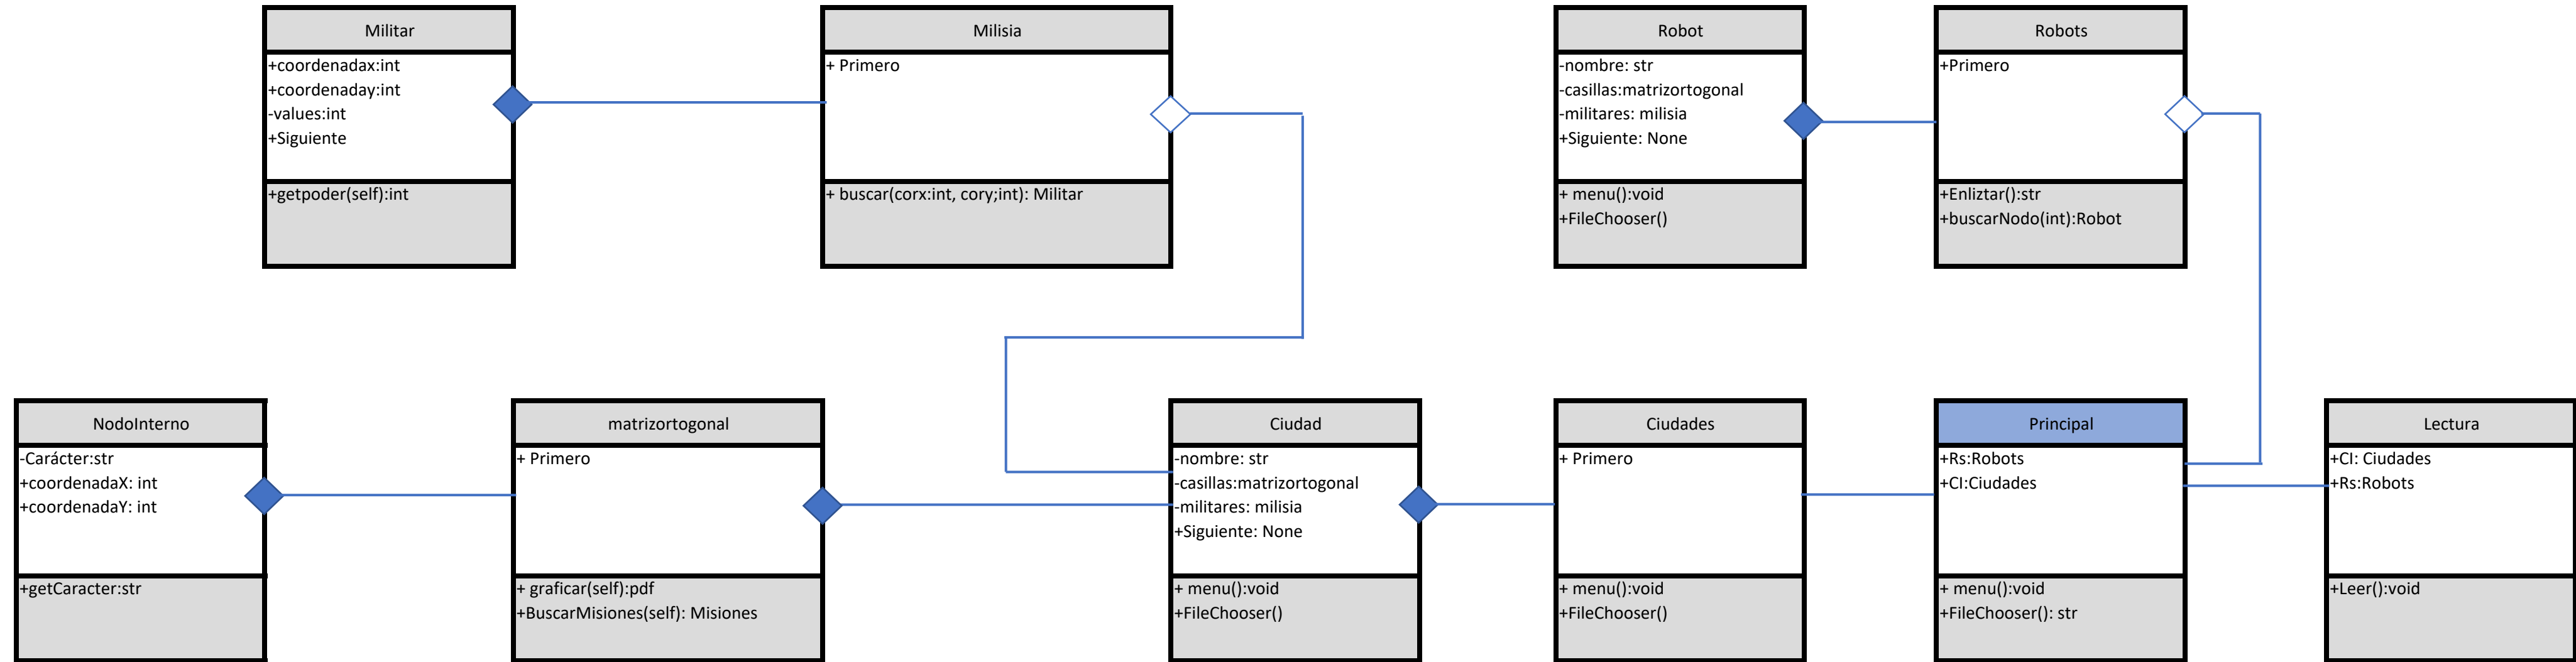 Militar
+coordenadax:int
+coordenaday:int
-values:int
+Siguiente
+getpoder(self):int
Milisia
+ Primero
+ buscar(corx:int, cory;int): Militar
Robot
-nombre: str
-casillas:matrizortogonal
-militares: milisia
+Siguiente: None
+ menu():void
+FileChooser()
Robots
+Primero
+Enliztar():str
+buscarNodo(int):Robot
NodoInterno
-Carácter:str
+coordenadaX: int
+coordenadaY: int
+getCaracter:str
matrizortogonal
+ Primero
+ graficar(self):pdf
+BuscarMisiones(self): Misiones
Ciudad
-nombre: str
-casillas:matrizortogonal
-militares: milisia
+Siguiente: None
+ menu():void
+FileChooser()
Ciudades
+ Primero
+ menu():void
+FileChooser()
Principal
+Rs:Robots
+CI:Ciudades
+ menu():void
+FileChooser(): str
Lectura
+CI: Ciudades
+Rs:Robots
+Leer():void